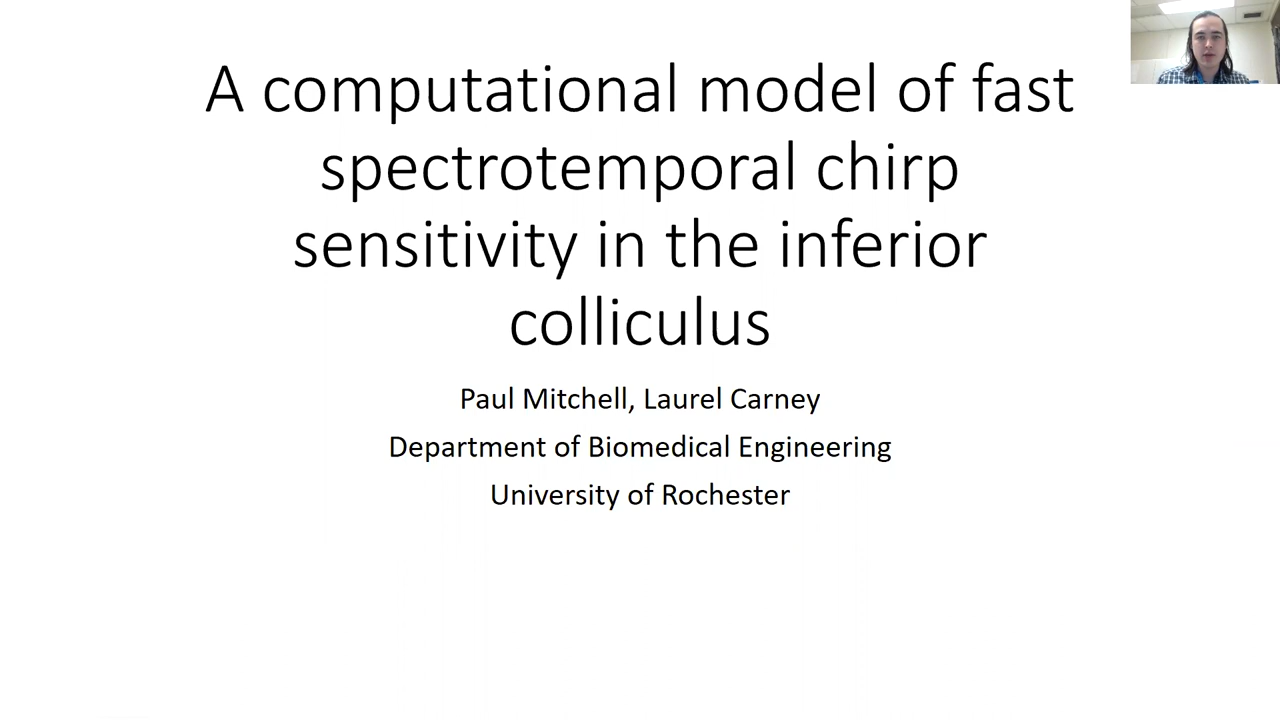 A computational model of fast
spectrotemporal chirp
sensitivity in the inferior
colliculus
Paul Mitchell, Laurel Carney
Department of Biomedical Engineering
University of Rochester